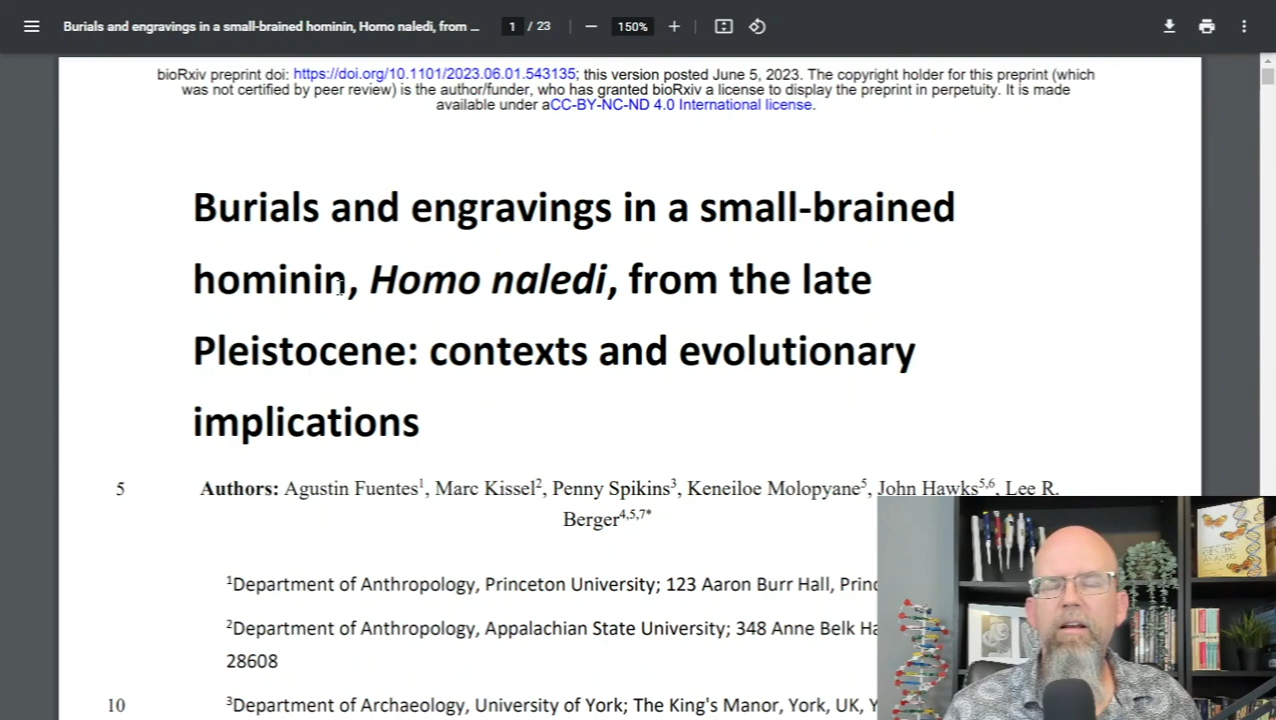 Burials and engravings in a small-brained hominin, Homo naledi, from ...
1 / 23
150%
bioRxiv preprint doi: https://doi.org/10.1101/2023.06.01.543135; this version posted June 5, 2023. The copyright holder for this preprint (which
was not certified by peer review) is the author/funder, who has granted bioRxiv a license to display the preprint in perpetuity. It is made
available under aCC-BY-NC-ND 4.0 International license.
Burials and engravings in a small-brained
hominin, Homo naledi, from the late
Pleistocene: contexts and evolutionary
implications
5 Authors: Agustin Fuentes1, Marc Kissel2, Penny Spikins3, Keneiloe Molopyane5, John Hawks5,6, Lee R.
Berger4,5,7*
1Department of Anthropology, Princeton University; 123 Aaron Burr Hall, Prin
2Department of Anthropology, Appalachian State University; 348 Anne Belk Ha
28608
10 3Department of Archaeology, University of York; The King's Manor, York, UK, Y